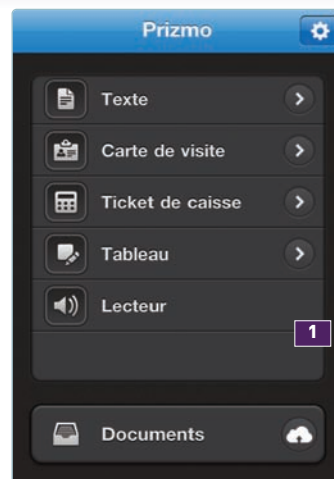 Prizmo
Texte
Carte de visite
Ticket de caisse
Tableau
Lecteur
1
Documents